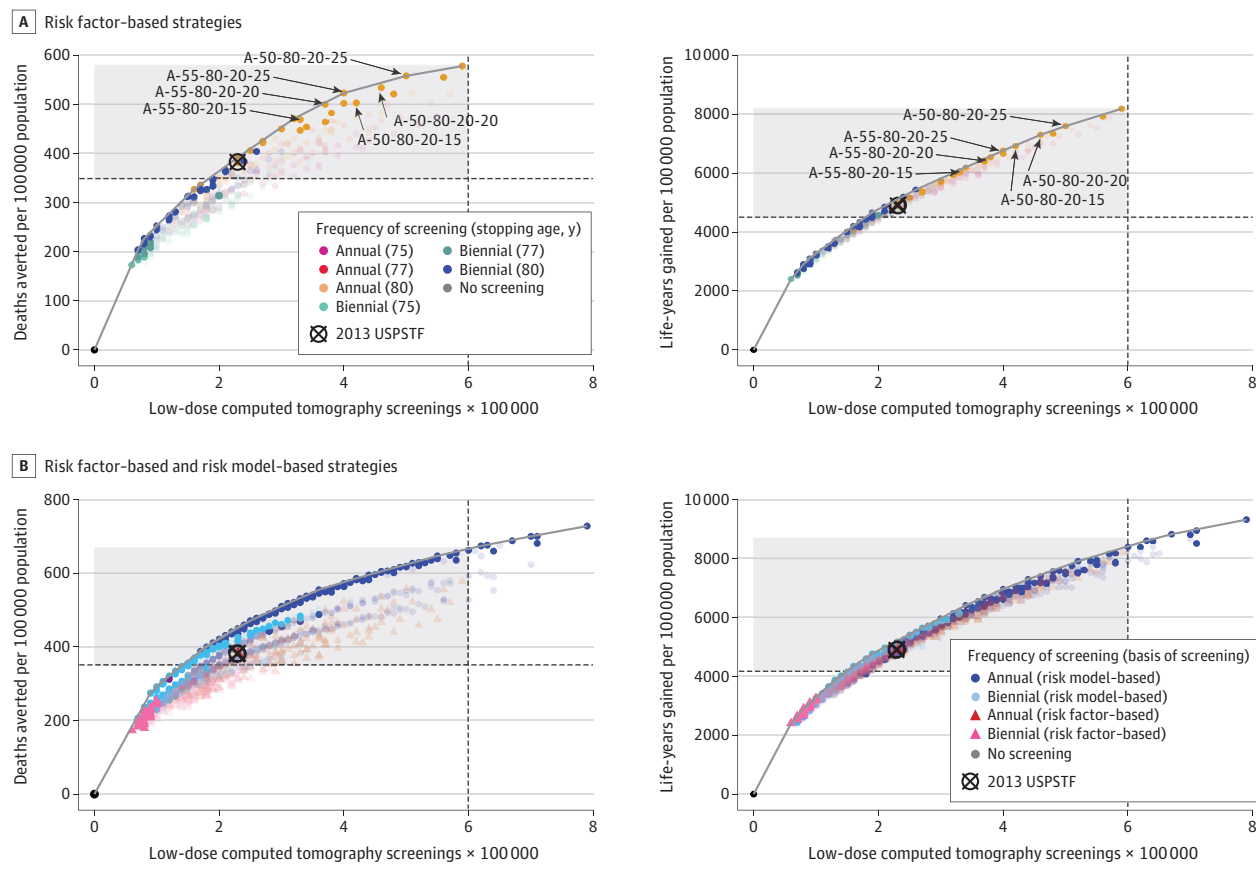 A Risk factor-based strategies
Deaths averted per 100 000 population
600
500
400
300
200
100
0
A-50-80-20-25
A-55-80-20-25
A-55-80-20-20
A-55-80-20-15
A-50-80-20-20
A-50-80-20-15
Frequency of screening (stopping age, y)
Annual (75)
Annual (77)
Annual (80)
Biennial (75)
Biennial (77)
Biennial (80)
No screening
2013 USPSTF
0 2 4 6 8
Low-dose computed tomography screenings × 100 000
Life-years gained per 100 000 population
10 000
8000
6000
4000
2000
0
A-50-80-20-25
A-55-80-20-25
A-55-80-20-20
A-55-80-20-15
A-50-80-20-20
A-50-80-20-15
0 2 4 6 8
Low-dose computed tomography screenings × 100 000
B Risk factor-based and risk model-based strategies
Deaths averted per 100 000 population
800
600
400
200
0
0 2 4 6 8
Low-dose computed tomography screenings × 100 000
Life-years gained per 100 000 population
10 000
8000
6000
4000
2000
0
Frequency of screening (basis of screening)
Annual (risk model-based)
Biennial (risk model-based)
Annual (risk factor-based)
Biennial (risk factor-based)
No screening
2013 USPSTF
0 2 4 6 8
Low-dose computed tomography screenings × 100 000